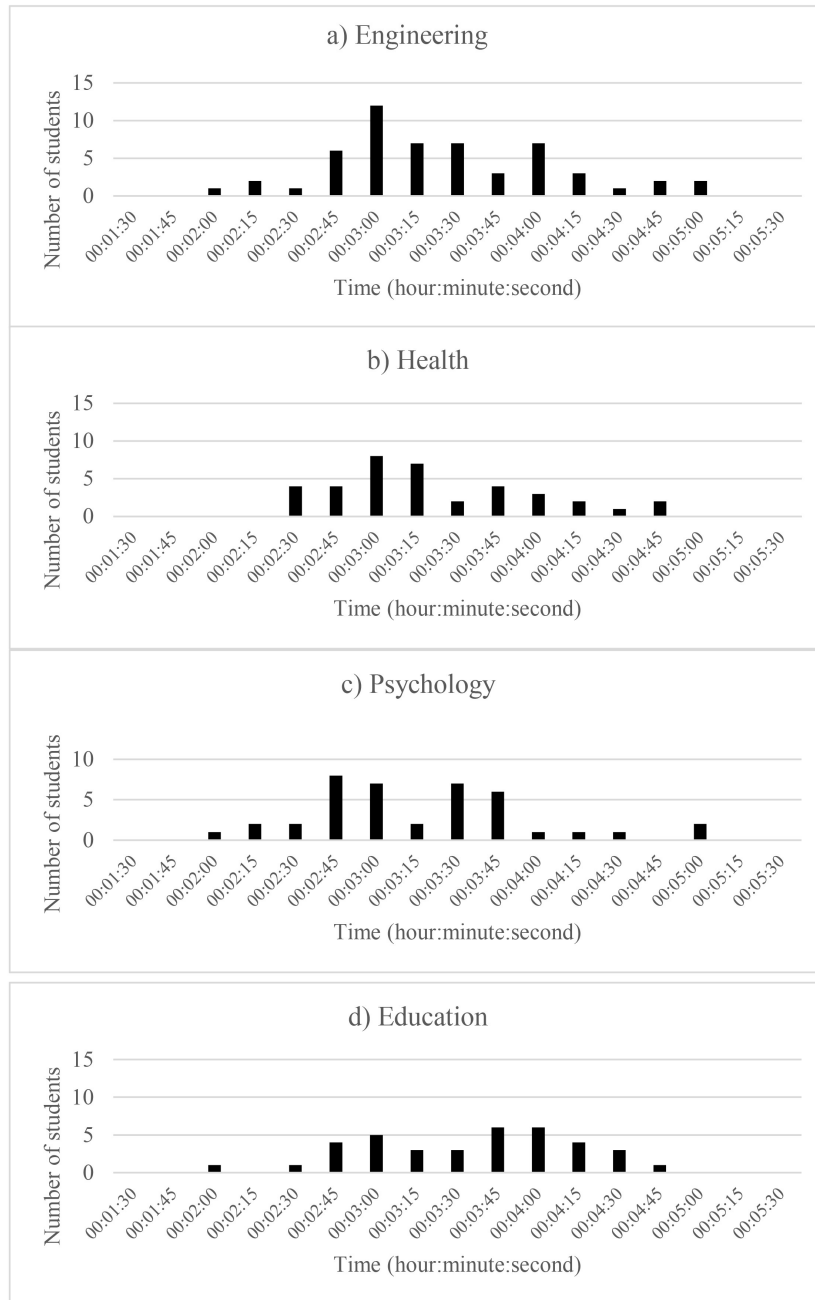 a) Engineering
15
10
5
0
Number of students
00:01:30 00:01:45 00:02:00 00:02:15 00:02:30 00:02:45 00:03:00 00:03:15 00:03:30 00:03:45 00:04:00 00:04:15 00:04:30 00:04:45 00:05:00 00:05:15 00:05:30
Time (hour:minute:second)
b) Health
15
10
5
0
Number of students
00:01:30 00:01:45 00:02:00 00:02:15 00:02:30 00:02:45 00:03:00 00:03:15 00:03:30 00:03:45 00:04:00 00:04:15 00:04:30 00:04:45 00:05:00 00:05:15 00:05:30
Time (hour:minute:second)
c) Psychology
10
5
0
Number of students
00:01:30 00:01:45 00:02:00 00:02:15 00:02:30 00:02:45 00:03:00 00:03:15 00:03:30 00:03:45 00:04:00 00:04:15 00:04:30 00:04:45 00:05:00 00:05:15 00:05:30
Time (hour:minute:second)
d) Education
15
10
5
0
Number of students
00:01:30 00:01:45 00:02:00 00:02:15 00:02:30 00:02:45 00:03:00 00:03:15 00:03:30 00:03:45 00:04:00 00:04:15 00:04:30 00:04:45 00:05:00 00:05:15 00:05:30
Time (hour:minute:second)